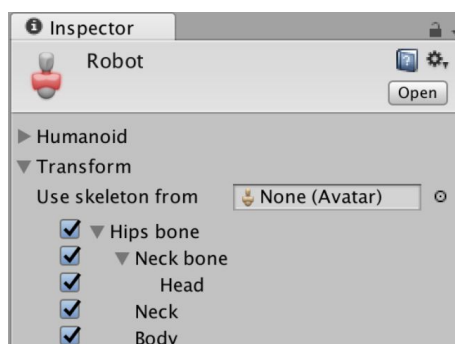 Inspector
Robot
Open
Humanoid
Transform
Use skeleton from None (Avatar)
Hips bone
Neck bone
Head
Neck
Body